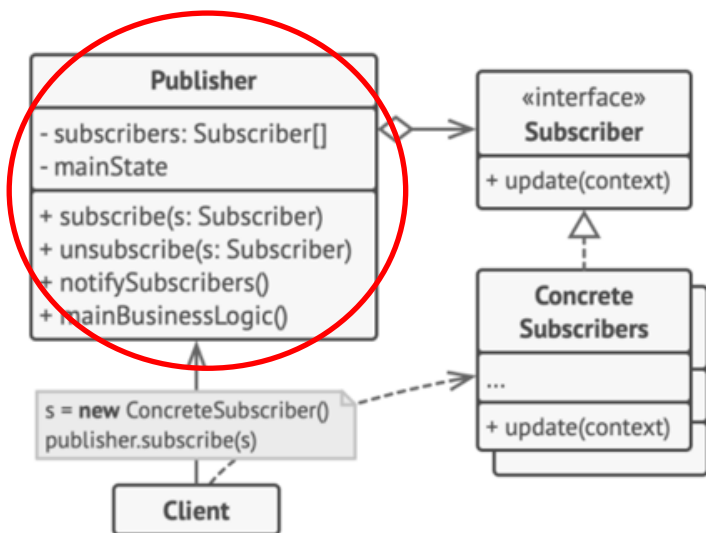 Publisher
- subscribers: Subscriber[]
- mainState
+ subscribe(s: Subscriber)
+ unsubscribe(s: Subscriber)
+ notifySubscribers()
+ mainBusinessLogic()
«interface»
Subscriber
+ update(context)
Concrete
Subscribers
...
+ update(context)
s = new ConcreteSubscriber()
publisher.subscribe(s)
Client